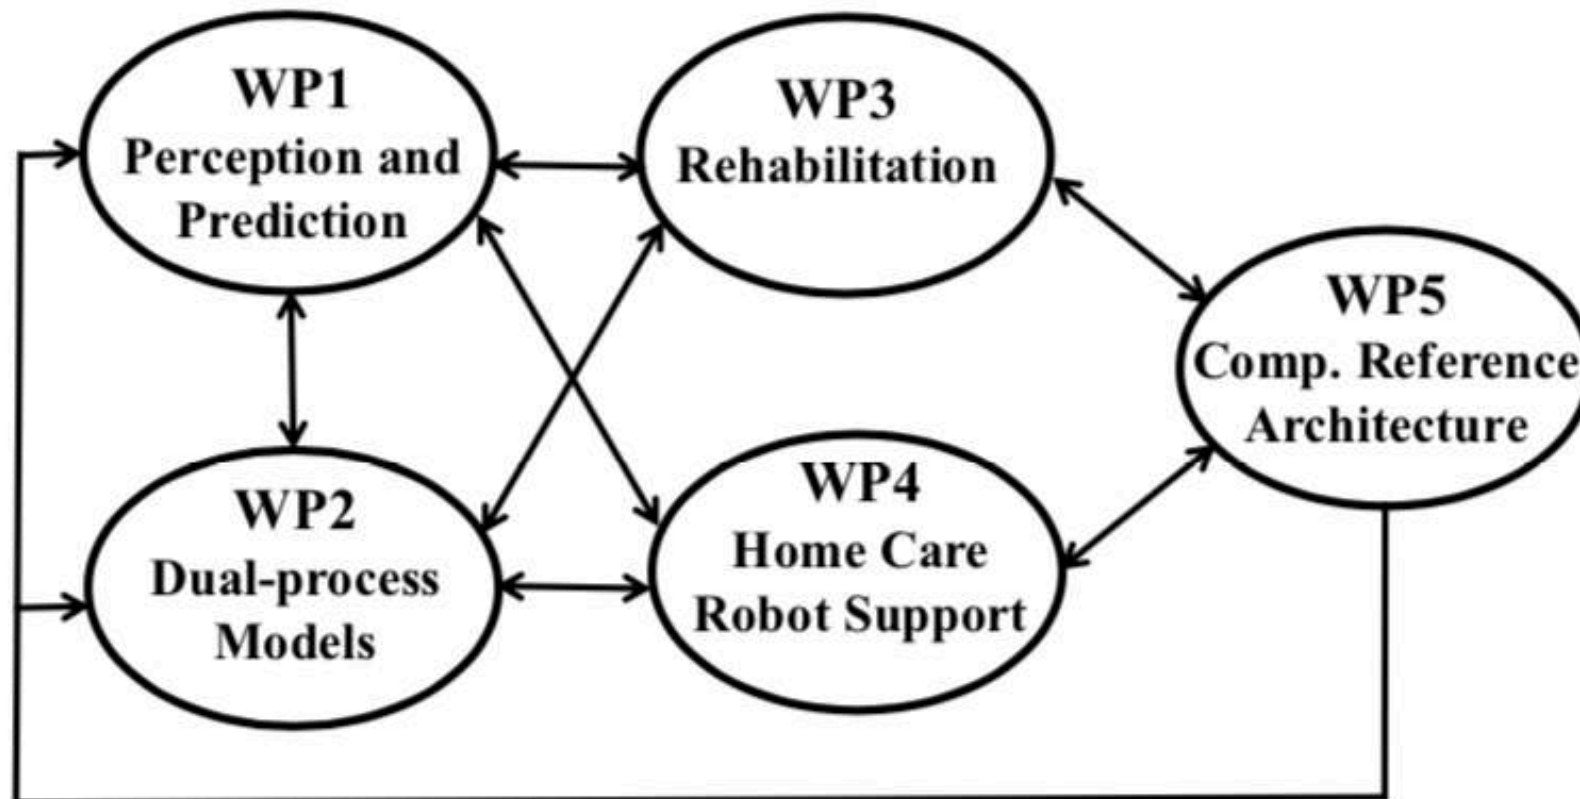 WP1
Perception and
Prediction
WP3
Rehabilitation
WP5
Comp. Reference
Architecture
WP2
Dual-process
Models
WP4
Home Care
Robot Support